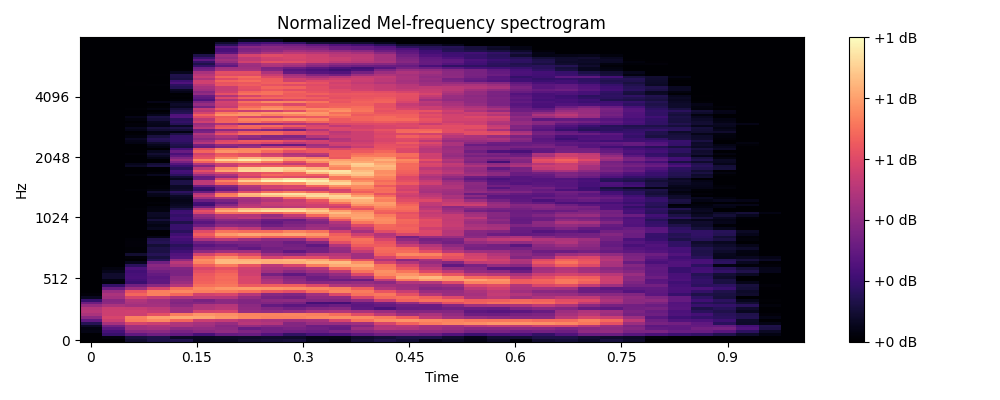 Normalized Mel-frequency spectrogram
Hz
4096
2048
1024
512
0
0 0.15 0.3 0.45 0.6 0.75 0.9
Time
+1 dB
+1 dB
+1 dB
+0 dB
+0 dB
+0 dB